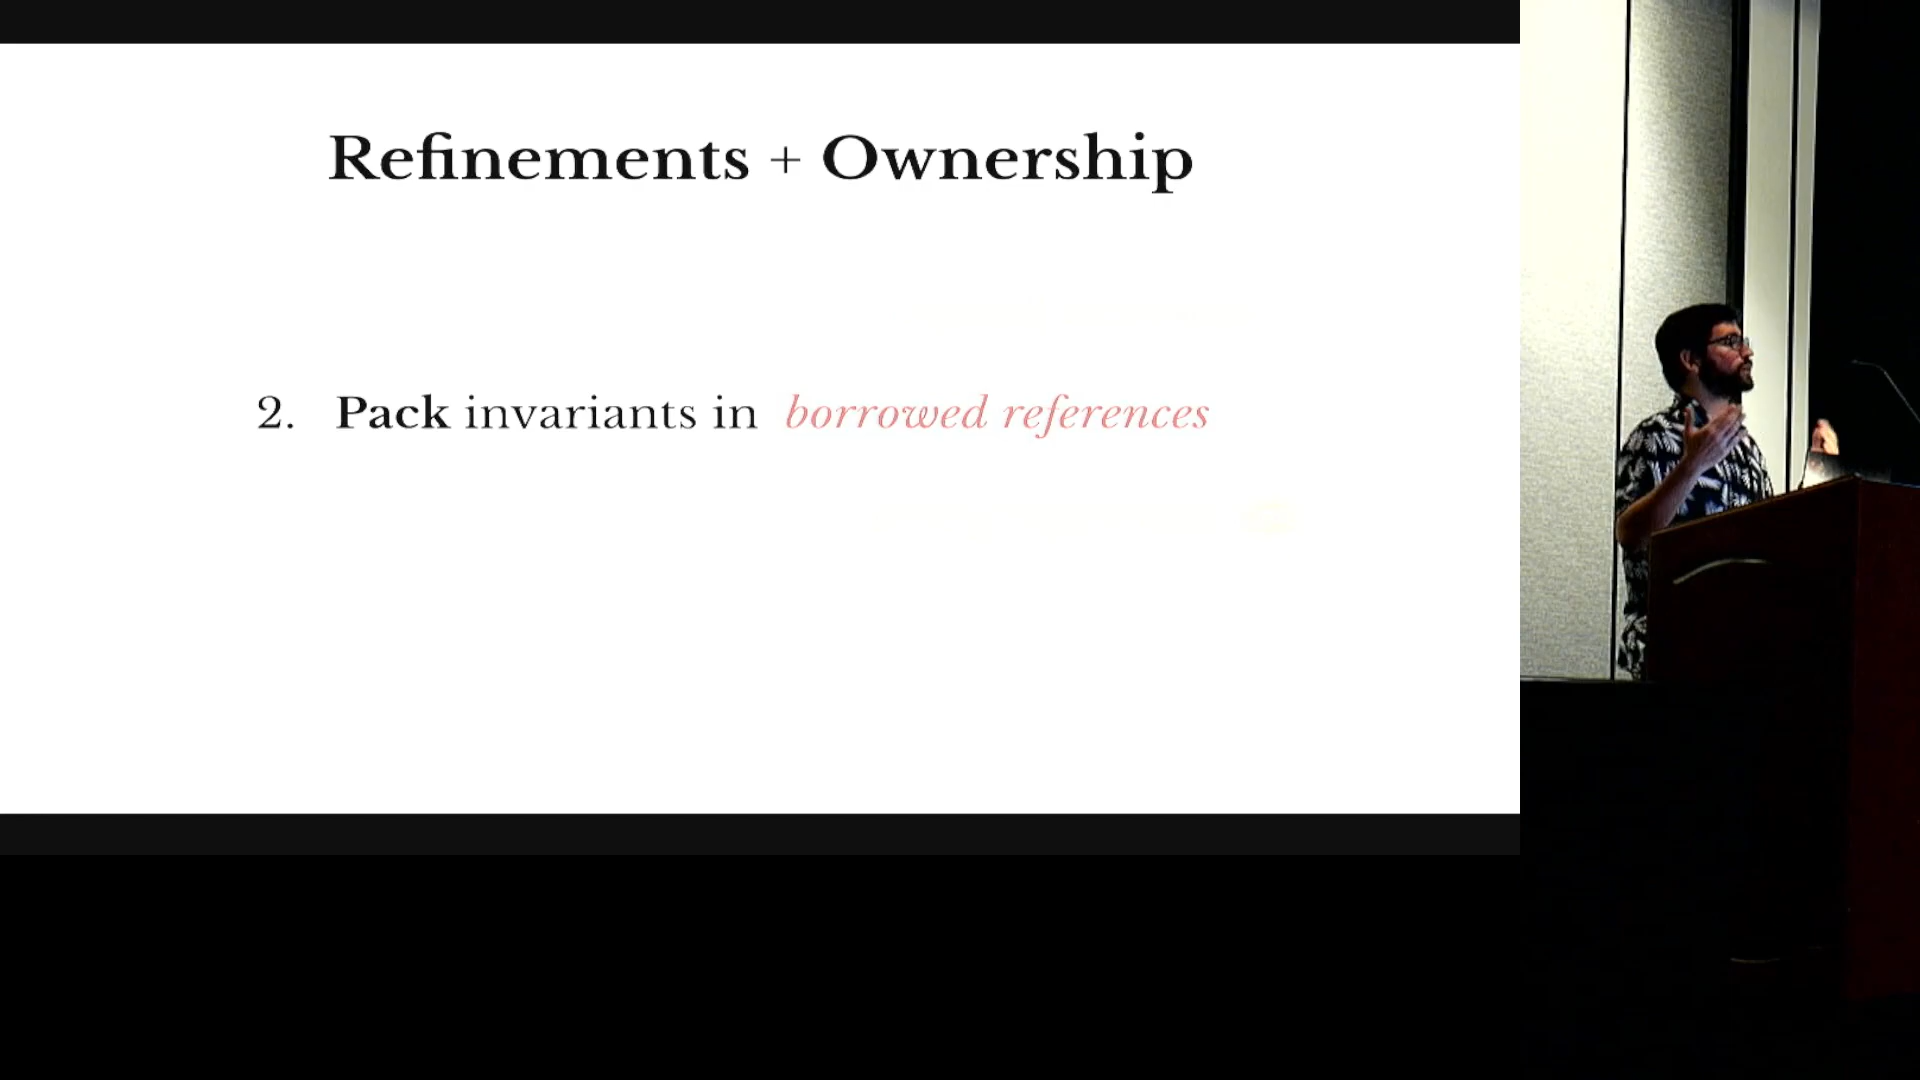 Refinements + Ownership
2. Pack invariants in borrowed references